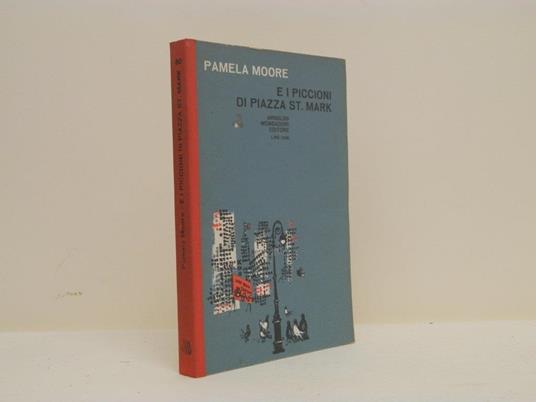 PAMELA MOORE
E I PICCIONI
DI PIAZZA ST. MARK
ARNOLDO
MONDADORI
EDITORE
PAMELA MOORE E I PICCIONI DI PIAZZA ST. MARK